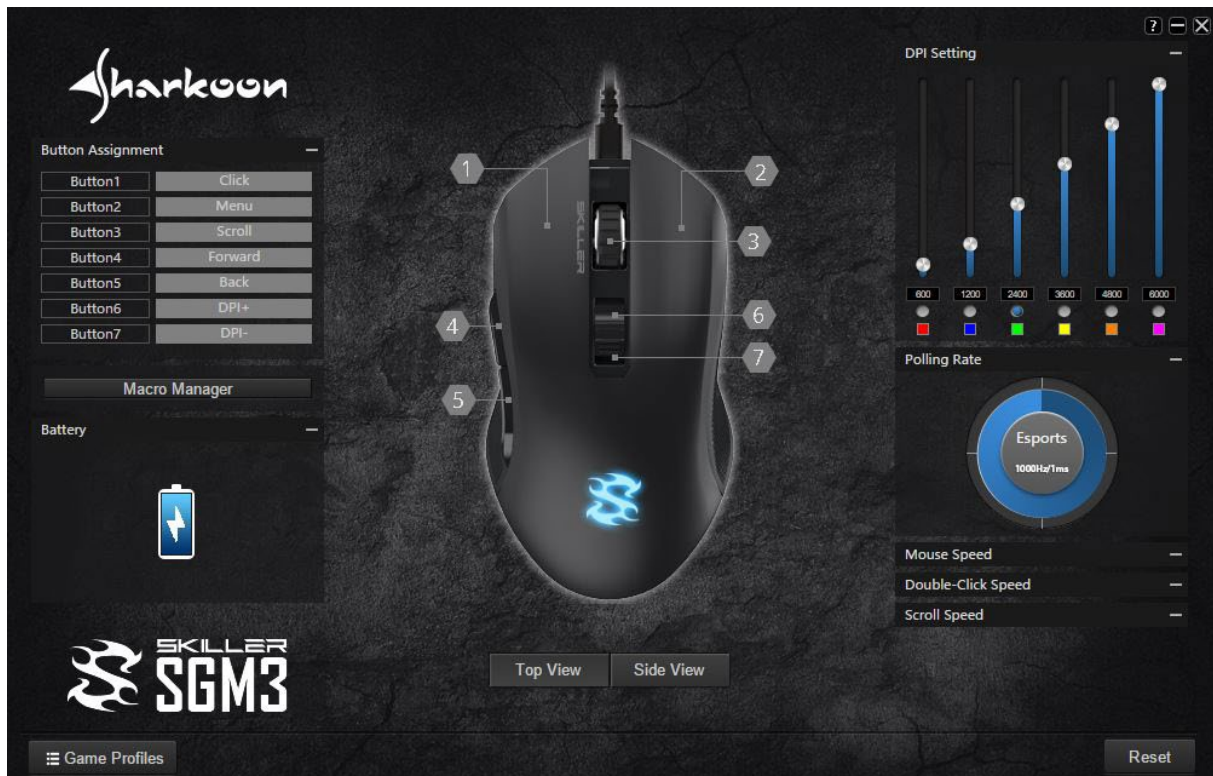 ?
Sharkoon
DPI Setting
Button Assignment
Button1 Click
Button2 Menu
Button3 Scroll
Button4 Forward
Button5 Back
Button6 DPI+
Button7 DPI-
Macro Manager
Battery
1
2
3
4
5
6
7
SKILLER
600 1200 2400 3600 4800 6000
Polling Rate
Esports
1000Hz/1ms
Mouse Speed
Double-Click Speed
Scroll Speed
SKILLER
SGM3
Top View Side View
Game Profiles
Reset